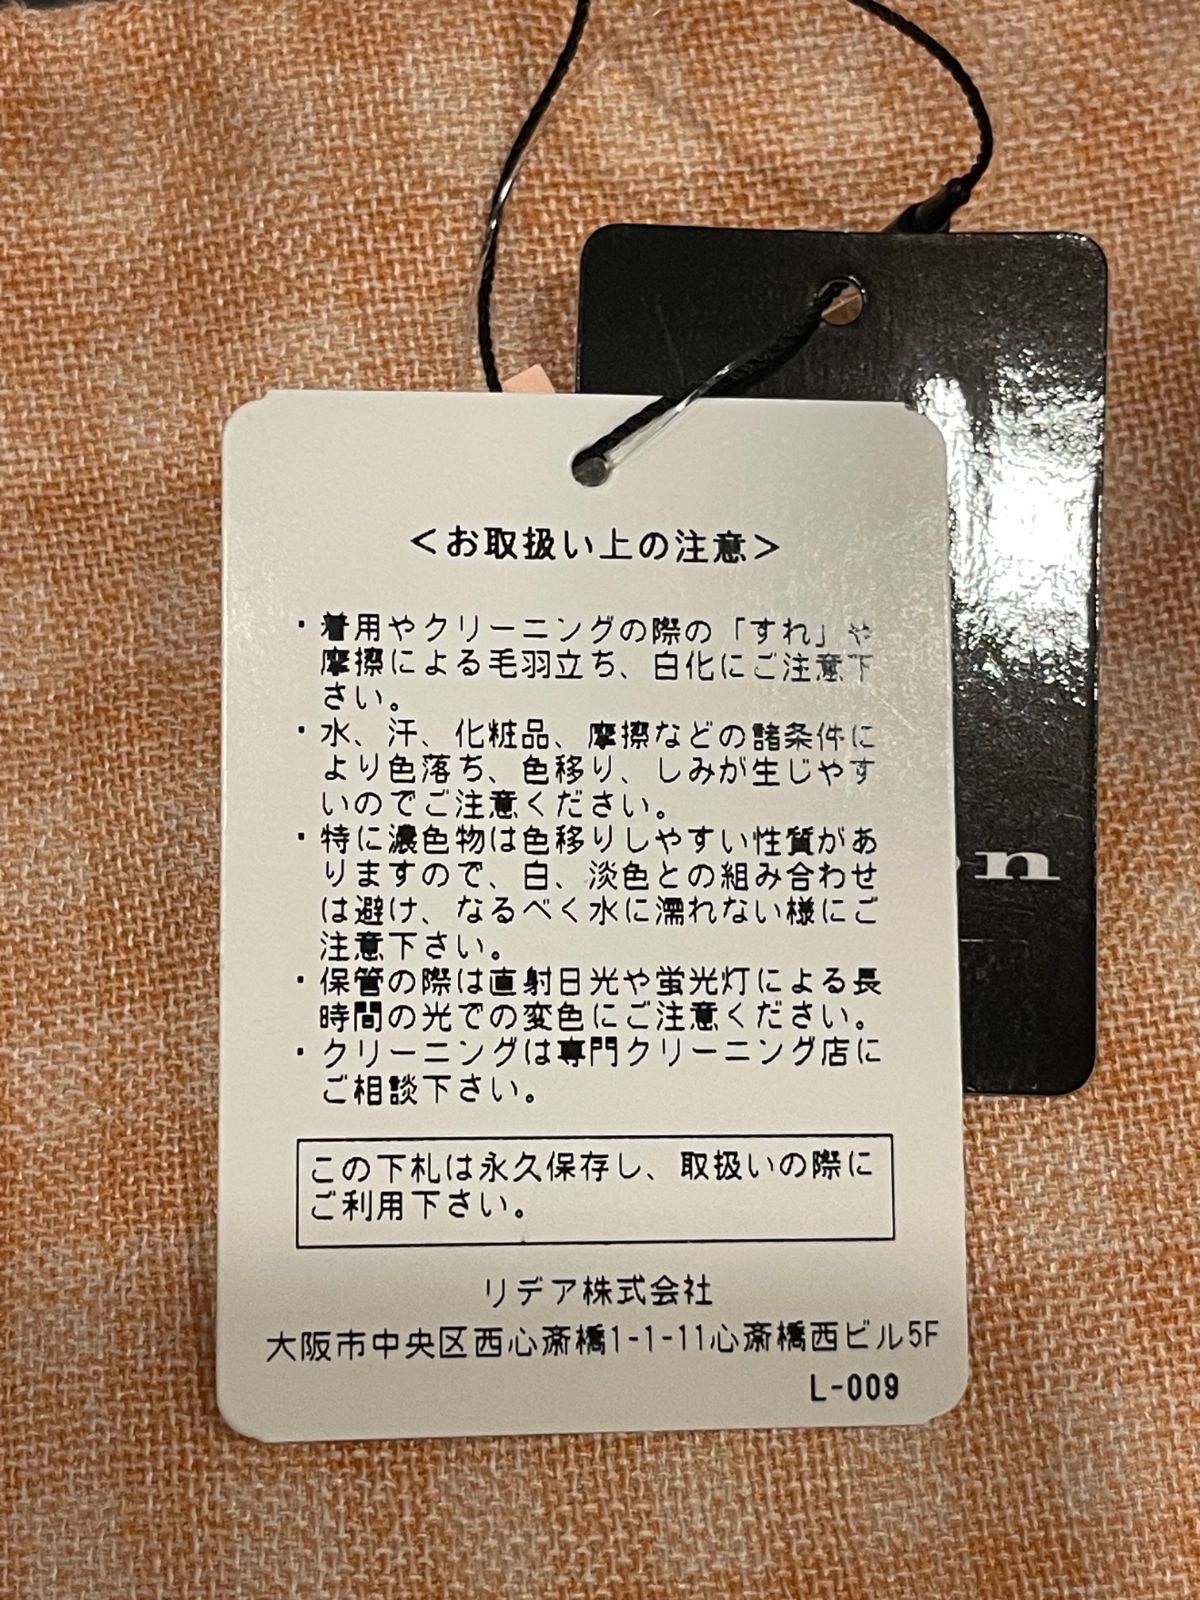 ＜お取扱い上の注意＞
・着用やクリーニングの際の「すれ」や
摩擦による毛羽立ち、白化にご注意下
さい。
・水、汗、化粧品、摩擦などの諸条件に
より色落ち、色移り、しみが生じやす
いのでご注意ください。
・特に濃色物は色移りしやすい性質があ
りますので、白、淡色との組み合わせ
は避け、なるべく水に濡れない様にご
注意下さい。
・保管の際は直射日光や蛍光灯による長
時間の光での変色にご注意ください。
・クリーニングは専門クリーニング店に
ご相談下さい。
この下札は永久保存し、取扱いの際に
ご利用下さい。
リデア株式会社
大阪市中央区西心斎橋1-1-11心斎橋西ビル5F
L-009